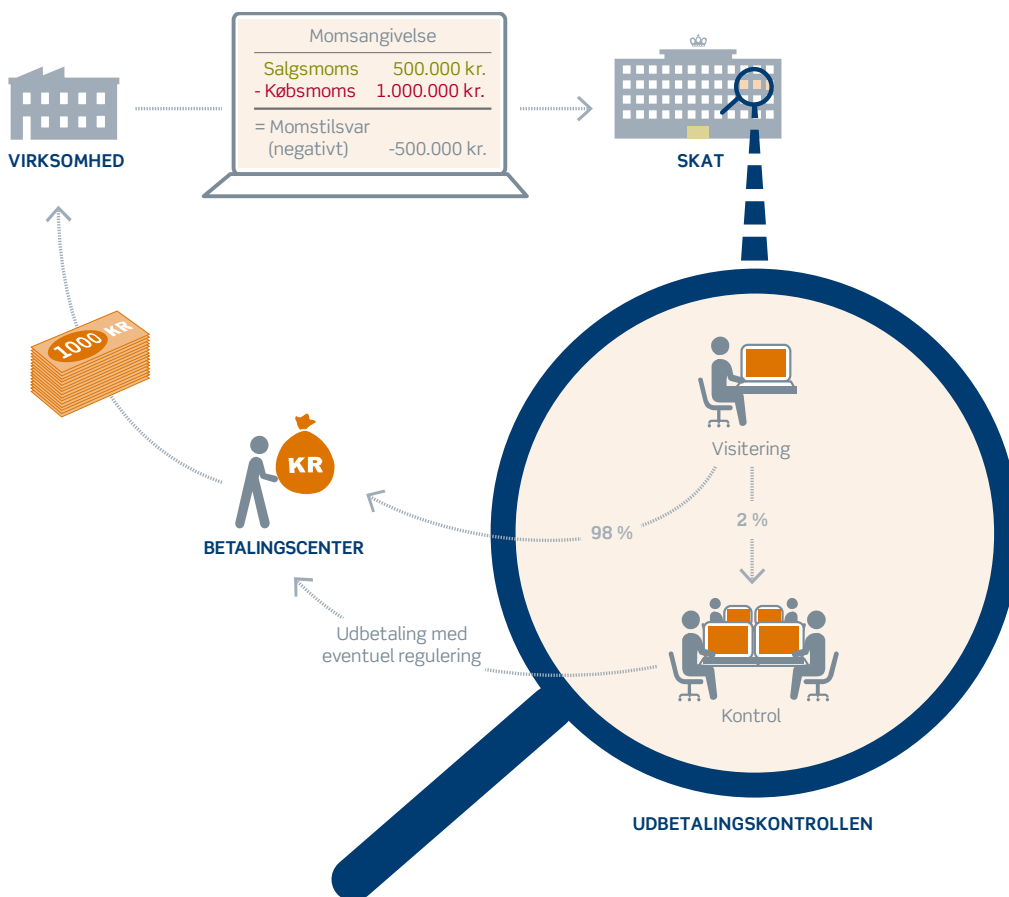 Momsangivelse
Salgsmoms 500.000 kr.
- Købsmoms 1.000.000 kr.
= Momstilsvar
(negativt) -500.000 kr.
VIRKSOMHED
SKAT
1000 KR
Visitering
KR
98 %
2 %
BETALINGSCENTER
Udbetaling med
eventuel regulering
Kontrol
UDBETALINGSKONTROLLEN